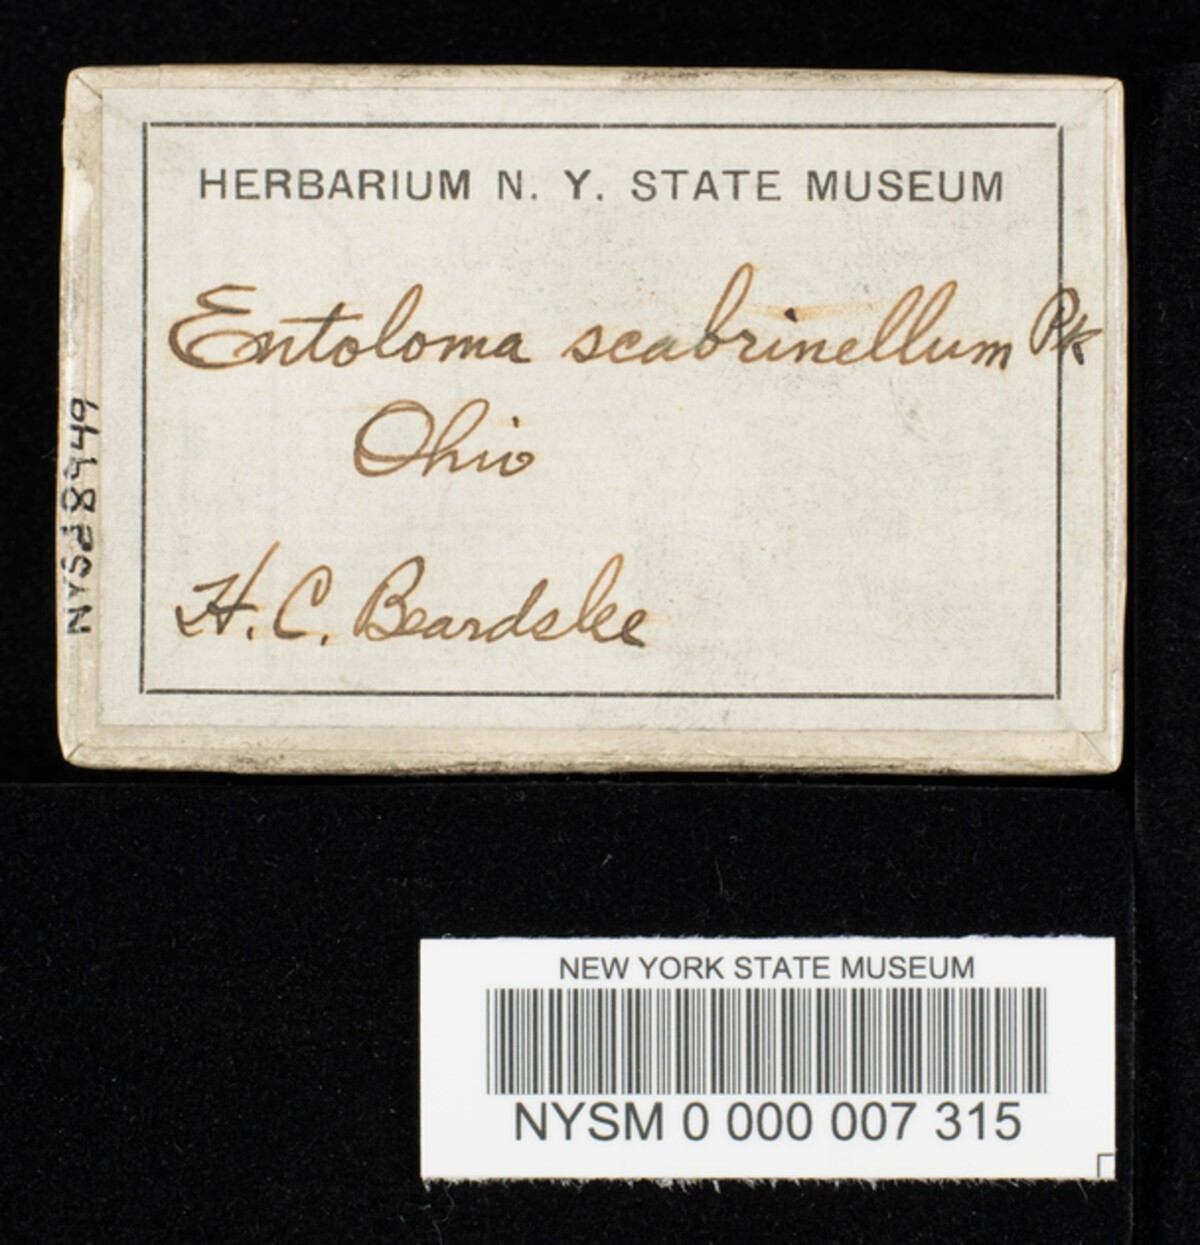 HERBARIUM N. Y. STATE MUSEUM
Entoloma scabrinellum Pk
Ohio
H. C. Beardslee
NEW YORK STATE MUSEUM
NYSM 0 000 007 315